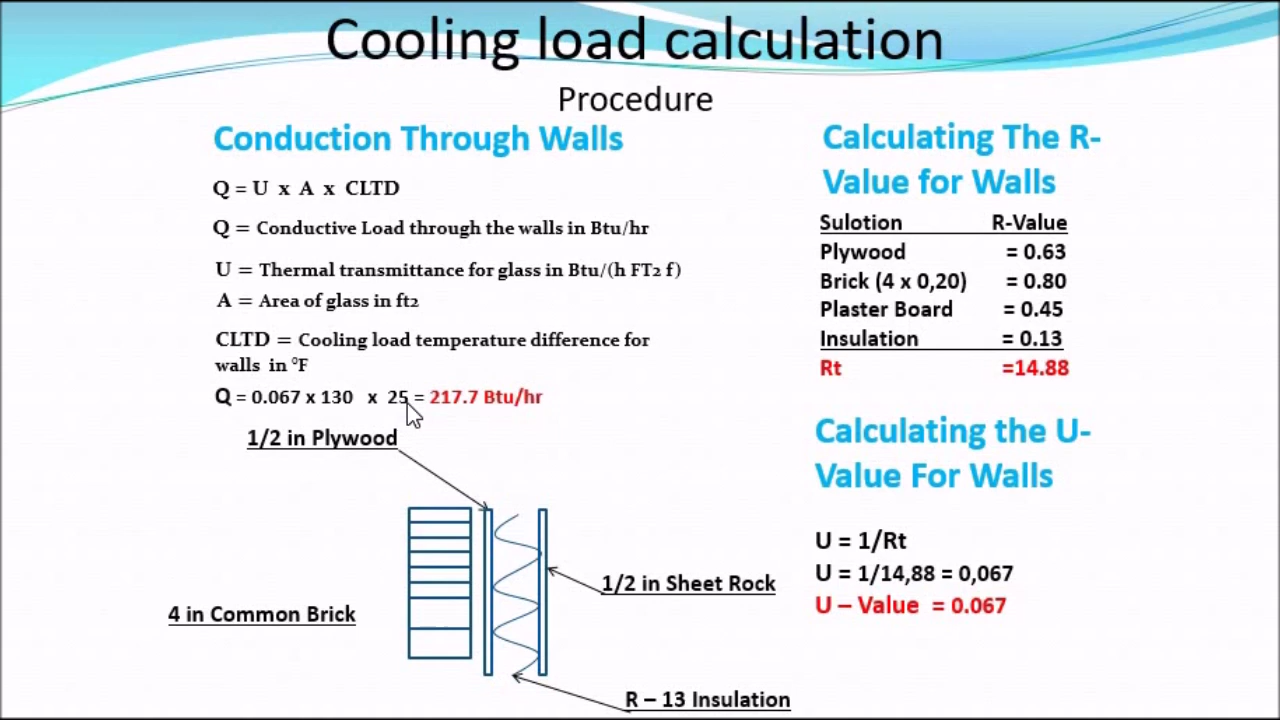 Cooling load calculation
Procedure
Conduction Through Walls
Q = U x A x CLTD
Q = Conductive Load through the walls in Btu/hr
U = Thermal transmittance for glass in Btu/(h FT2 f)
A = Area of glass in ft2
CLTD = Cooling load temperature difference for
walls in °F
Q = 0.067 x 130 x 25 = 217.7 Btu/hr
1/2 in Plywood
4 in Common Brick
1/2 in Sheet Rock
R – 13 Insulation
Calculating The R-
Value for Walls
Sulotion R-Value
Plywood = 0.63
Brick (4 x 0,20) = 0.80
Plaster Board = 0.45
Insulation = 0.13
Rt =14.88
Calculating the U-
Value For Walls
U = 1/Rt
U = 1/14,88 = 0,067
U – Value = 0.067